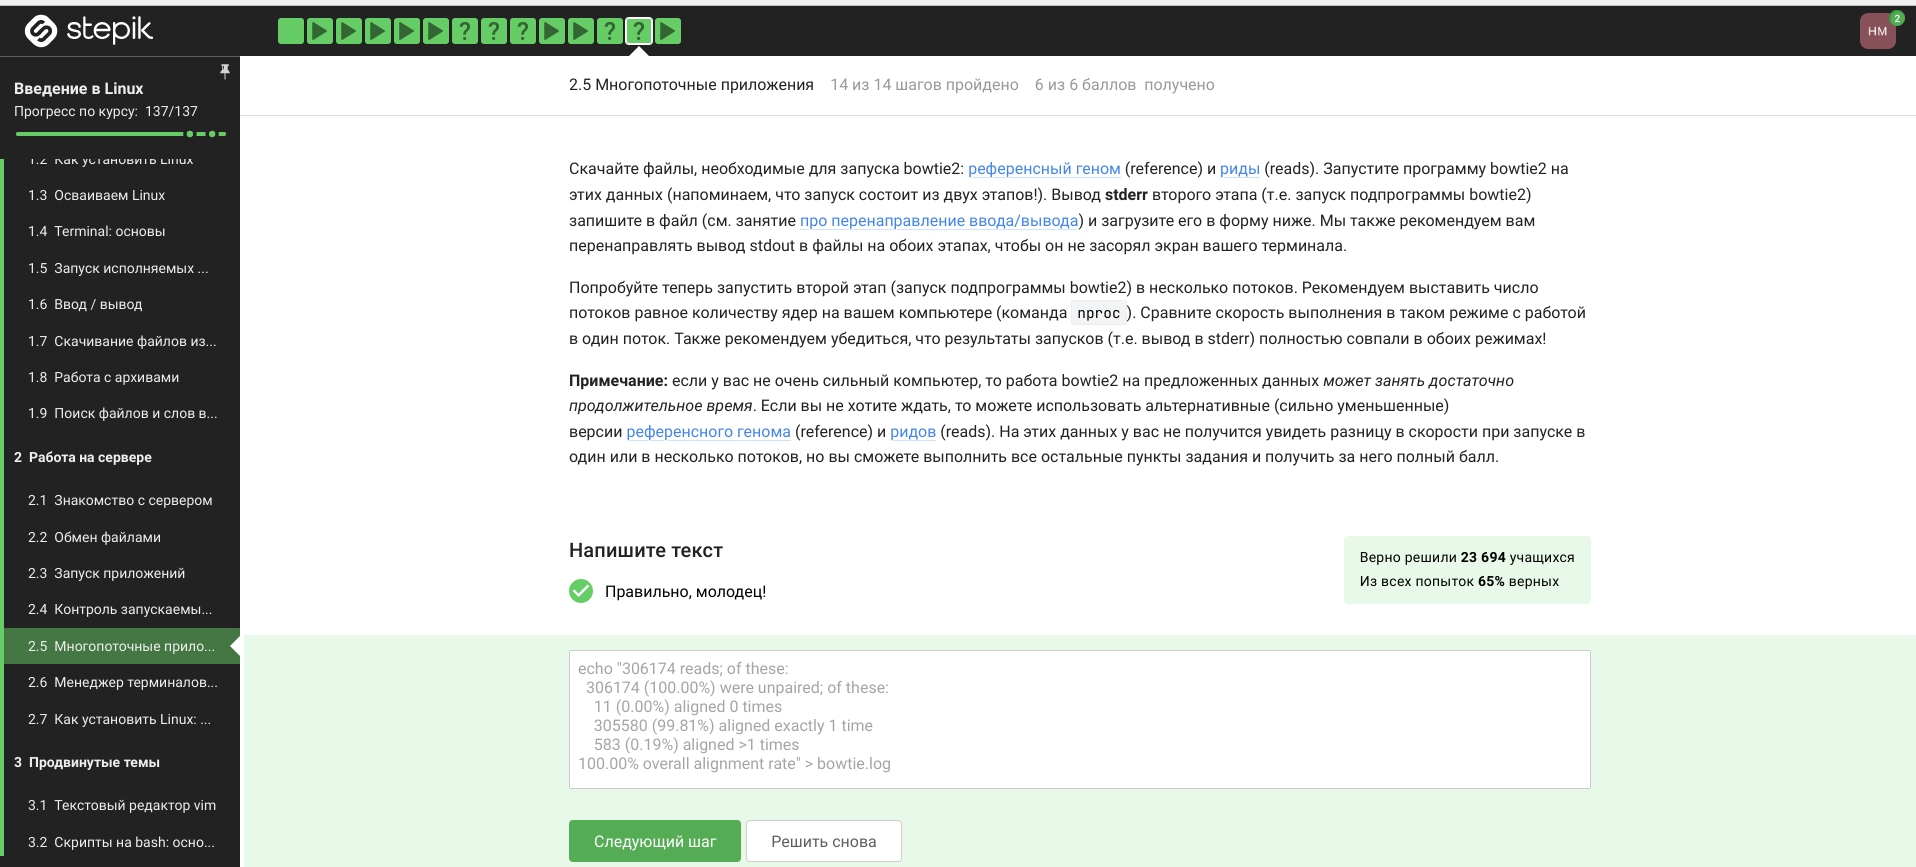 stepik
? ? ? ? ?
НМ
2
Введение в Linux
Прогресс по курсу: 137/137
1.2 Как установить Linux
1.3 Осваиваем Linux
1.4 Terminal: основы
1.5 Запуск исполняемых ...
1.6 Ввод / вывод
1.7 Скачивание файлов из...
1.8 Работа с архивами
1.9 Поиск файлов и слов в...
2 Работа на сервере
2.1 Знакомство с сервером
2.2 Обмен файлами
2.3 Запуск приложений
2.4 Контроль запускаемы...
2.5 Многопоточные прило...
2.6 Менеджер терминалов...
2.7 Как установить Linux: ...
3 Продвинутые темы
3.1 Текстовый редактор vim
3.2 Скрипты на bash: осно...
2.5 Многопоточные приложения 14 из 14 шагов пройдено 6 из 6 баллов получено
Скачайте файлы, необходимые для запуска bowtie2: референсный геном (reference) и риды (reads). Запустите программу bowtie2 на
этих данных (напоминаем, что запуск состоит из двух этапов!). Вывод stderr второго этапа (т.е. запуск подпрограммы bowtie2)
запишите в файл (см. занятие про перенаправление ввода/вывода) и загрузите его в форму ниже. Мы также рекомендуем вам
перенаправлять вывод stdout в файлы на обоих этапах, чтобы он не засорял экран вашего терминала.
Попробуйте теперь запустить второй этап (запуск подпрограммы bowtie2) в несколько потоков. Рекомендуем выставить число
потоков равное количеству ядер на вашем компьютере (команда nproc ). Сравните скорость выполнения в таком режиме с работой
в один поток. Также рекомендуем убедиться, что результаты запусков (т.е. вывод в stderr) полностью совпали в обоих режимах!
Примечание: если у вас не очень сильный компьютер, то работа bowtie2 на предложенных данных может занять достаточно
продолжительное время. Если вы не хотите ждать, то можете использовать альтернативные (сильно уменьшенные)
версии референсного генома (reference) и ридов (reads). На этих данных у вас не получится увидеть разницу в скорости при запуске в
один или в несколько потоков, но вы сможете выполнить все остальные пункты задания и получить за него полный балл.
Напишите текст
Правильно, молодец!
Верно решили 23 694 учащихся
Из всех попыток 65% верных
echo "306174 reads; of these:
306174 (100.00%) were unpaired; of these:
11 (0.00%) aligned 0 times
305580 (99.81%) aligned exactly 1 time
583 (0.19%) aligned >1 times
100.00% overall alignment rate" > bowtie.log
Следующий шаг
Решить снова